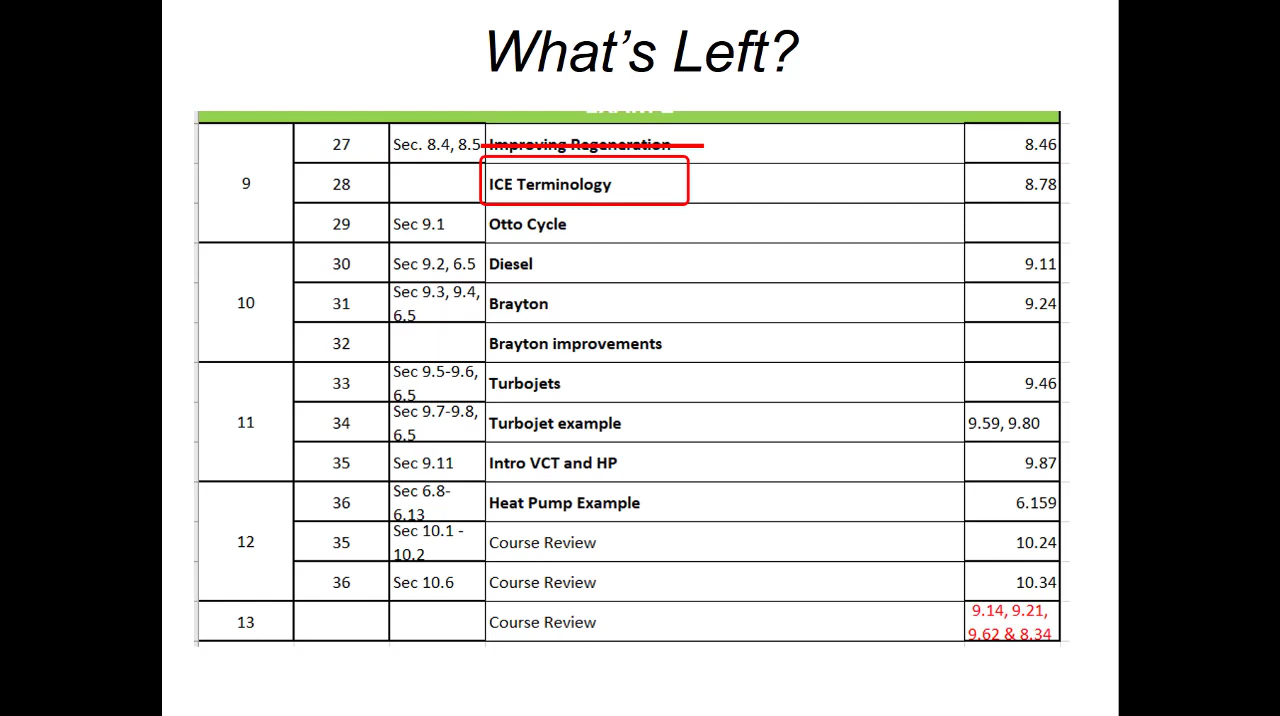 What's Left?
27 Sec. 8.4, 8.5 Improving Regeneration 8.46
9 28 ICE Terminology 8.78
29 Sec 9.1 Otto Cycle
30 Sec 9.2, 6.5 Diesel 9.11
10 31 Sec 9.3, 9.4, 6.5 Brayton 9.24
32 Brayton improvements
33 Sec 9.5-9.6, 6.5 Turbojets 9.46
11 34 Sec 9.7-9.8, 6.5 Turbojet example 9.59, 9.80
35 Sec 9.11 Intro VCT and HP 9.87
36 Sec 6.8-6.13 Heat Pump Example 6.159
12 35 Sec 10.1 - 10.2 Course Review 10.24
36 Sec 10.6 Course Review 10.34
13 Course Review 9.14, 9.21, 9.62 & 8.34